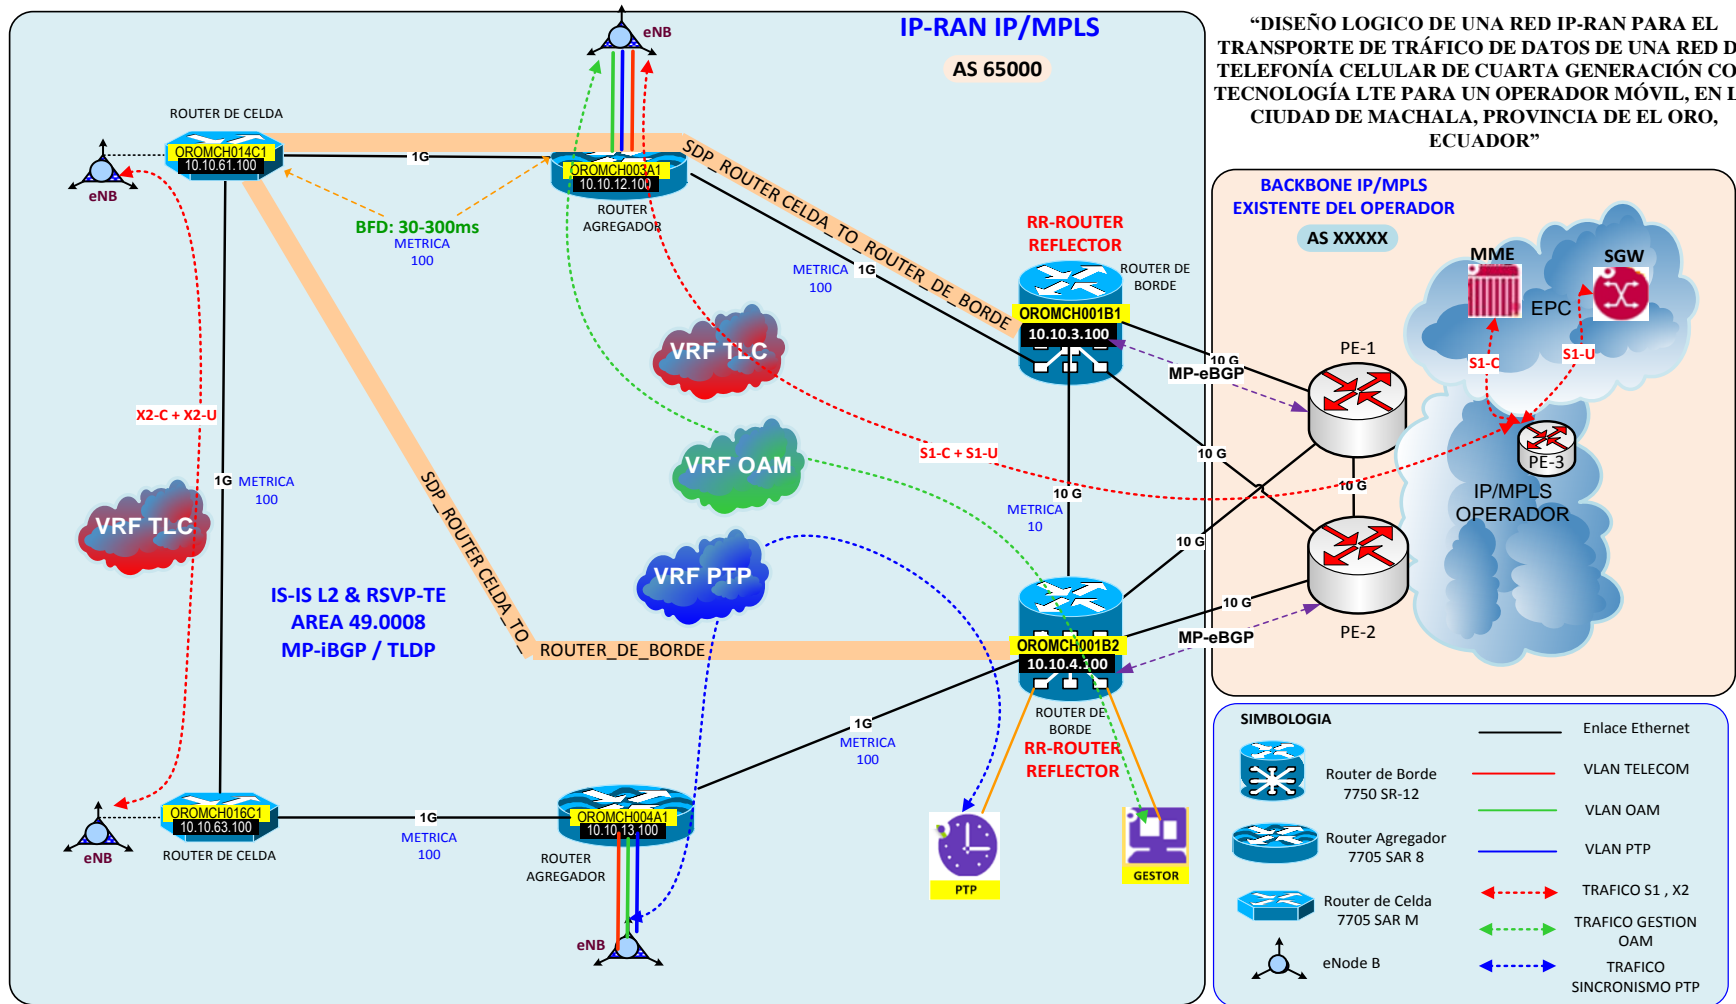 IP-RAN IP/MPLS
AS 65000
“DISEÑO LOGICO DE UNA RED IP-RAN PARA EL
TRANSPORTE DE TRÁFICO DE DATOS DE UNA RED D
TELEFONÍA CELULAR DE CUARTA GENERACIÓN CO
TECNOLOGÍA LTE PARA UN OPERADOR MÓVIL, EN L
CIUDAD DE MACHALA, PROVINCIA DE EL ORO,
ECUADOR”
eNB
ROUTER DE CELDA
OROMCH014C1
10.10.61.100
eNB
1G
OROMCH003A1
10.10.12.100
ROUTER
AGREGADOR
BFD: 30-300ms
METRICA
100
SDP_ROUTER CELDA_TO_ROUTER_DE_BORDE
METRICA
100
1G
RR-ROUTER
REFLECTOR
ROUTER DE
BORDE
OROMCH001B1
10.10.3.100
10 G
MP-eBGP
BACKBONE IP/MPLS
EXISTENTE DEL OPERADOR
AS XXXXX
MME
SGW
EPC
S1-C
S1-U
PE-1
PE-3
IP/MPLS
OPERADOR
10 G
10 G
10 G
10 G
PE-2
MP-eBGP
VRF TLC
VRF OAM
VRF PTP
S1-C + S1-U
10 G
METRICA
10
X2-C + X2-U
1G
METRICA
100
VRF TLC
SDP_ROUTER CELDA_TO_
ROUTER_DE_BORDE
IS-IS L2 & RSVP-TE
AREA 49.0008
MP-iBGP / TLDP
OROMCH001B2
10.10.4.100
ROUTER DE
BORDE
RR-ROUTER
REFLECTOR
1G
METRICA
100
OROMCH016C1
10.10.63.100
ROUTER DE CELDA
eNB
1G
METRICA
100
OROMCH004A1
10.10.13.100
ROUTER
AGREGADOR
eNB
PTP
GESTOR
SIMBOLOGIA
Router de Borde
7750 SR-12
Router Agregador
7705 SAR 8
Router de Celda
7705 SAR M
eNode B
Enlace Ethernet
VLAN TELECOM
VLAN OAM
VLAN PTP
TRAFICO S1 , X2
TRAFICO GESTION
OAM
TRAFICO
SINCRONISMO PTP